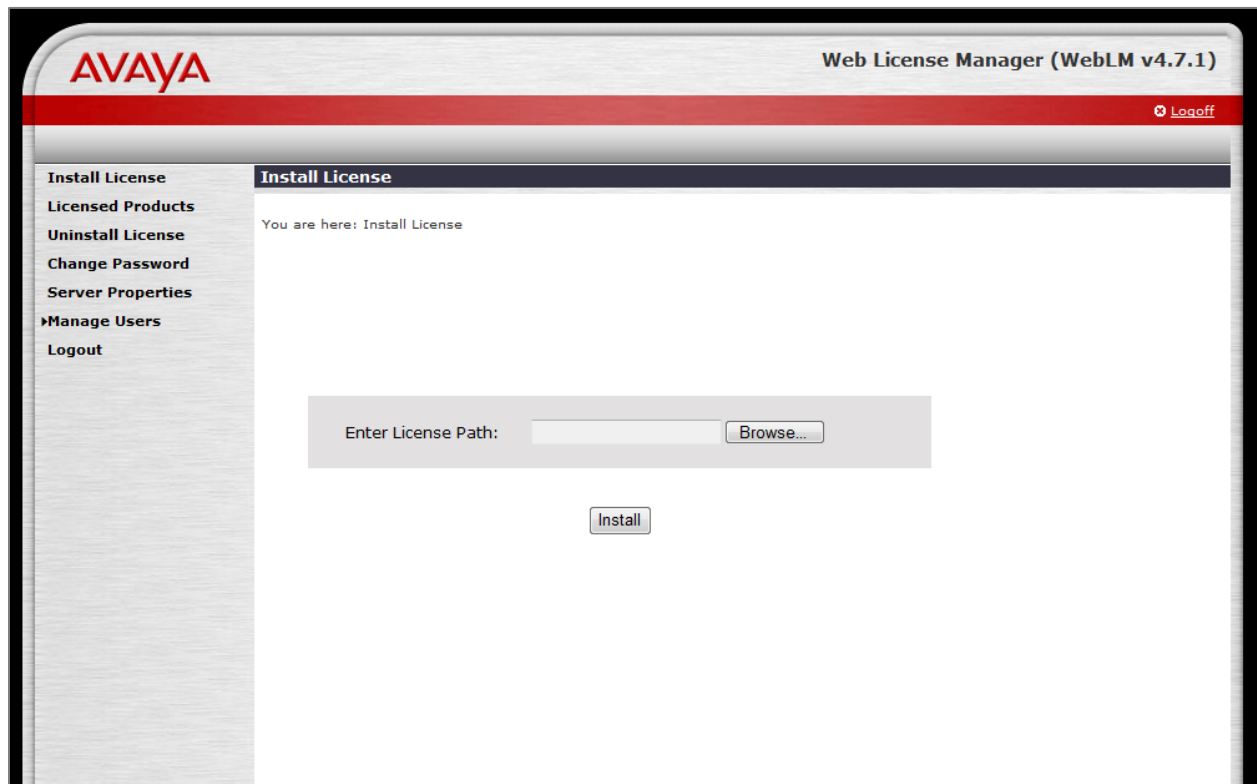 AVAYA
Web License Manager (WebLM v4.7.1)
Logoff
Install License
Licensed Products
Uninstall License
Change Password
Server Properties
Manage Users
Logout
Install License
You are here: Install License
Enter License Path:
Browse...
Install